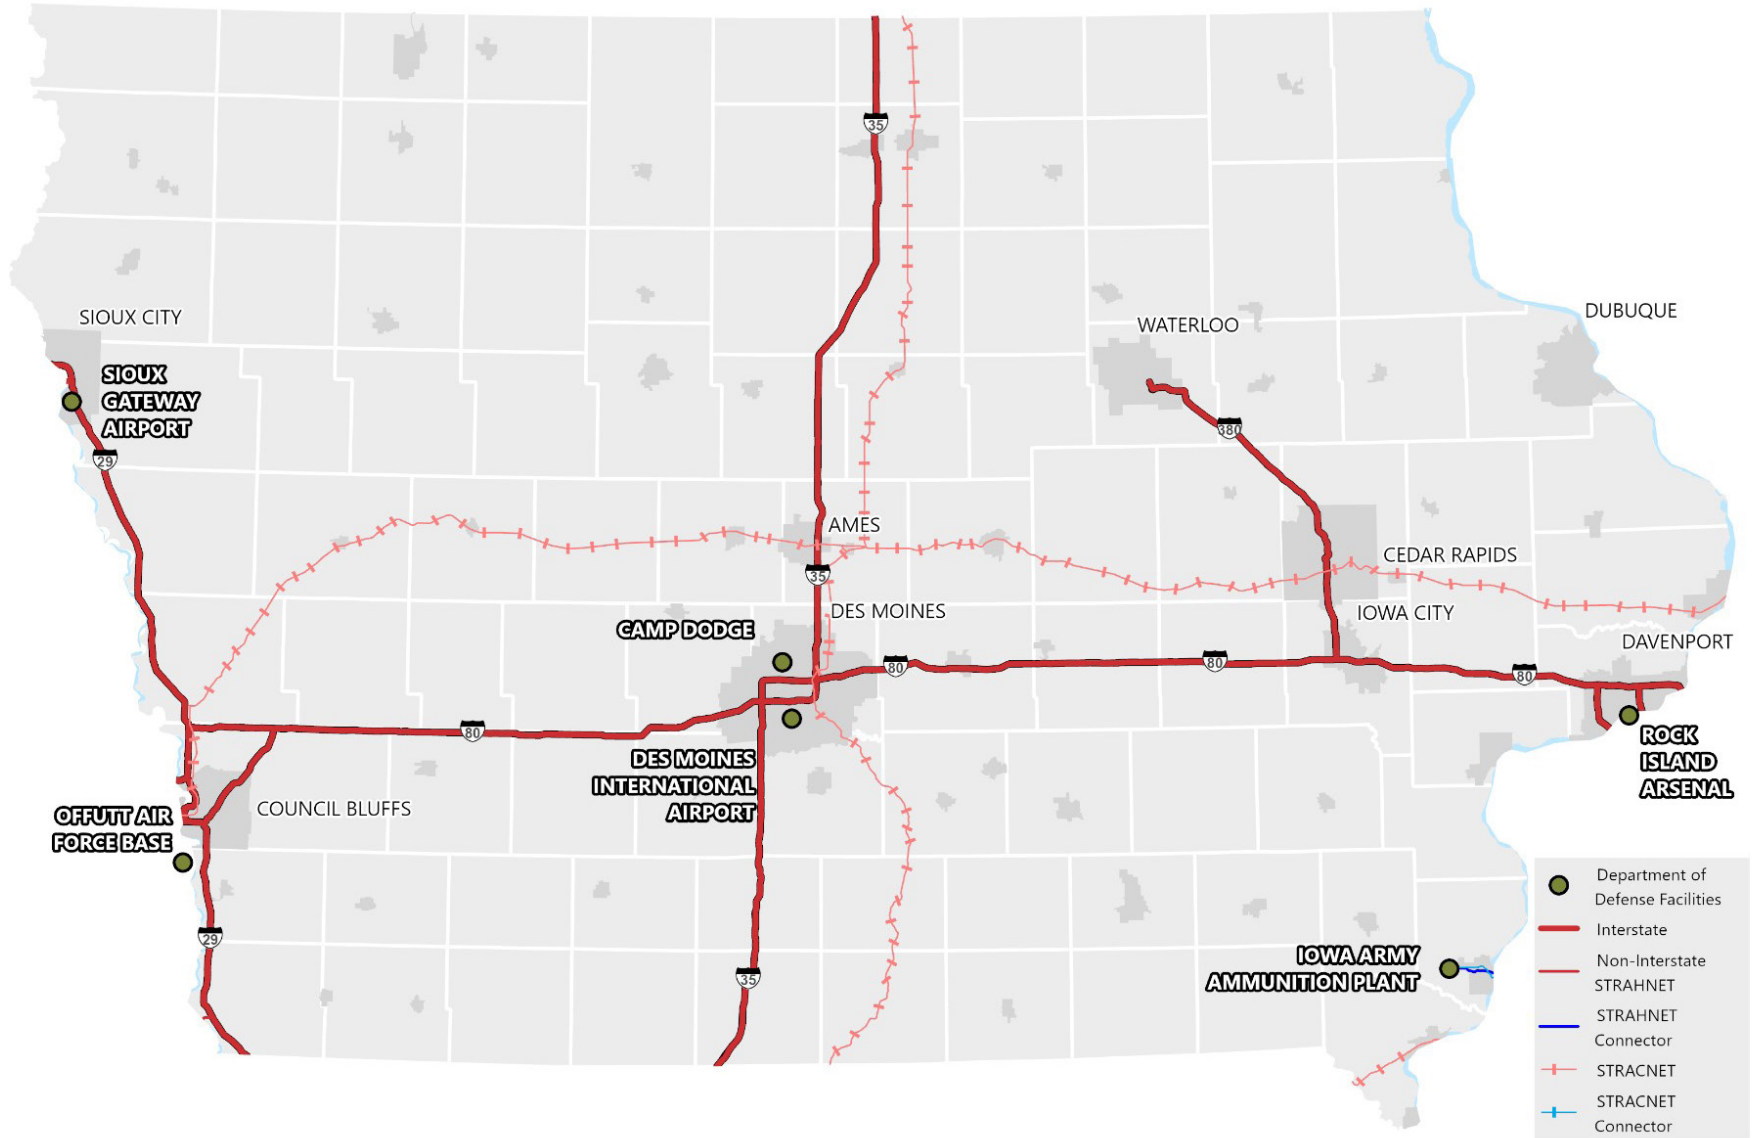 35
SIOUX CITY
DUBUQUE
WATERLOO
SIOUX
GATEWAY
AIRPORT
380
29
AMES
CEDAR RAPIDS
35
DES MOINES
IOWA CITY
CAMP DODGE
DAVENPORT
80
80
80
80
DES MOINES
INTERNATIONAL
AIRPORT
ROCK
ISLAND
ARSENAL
COUNCIL BLUFFS
OFFUTT AIR
FORCE BASE
29
35
IOWA ARMY
AMMUNITION PLANT
Department of
Defense Facilities
Interstate
Non-Interstate
STRAHNET
STRAHNET
Connector
STRACNET
STRACNET
Connector